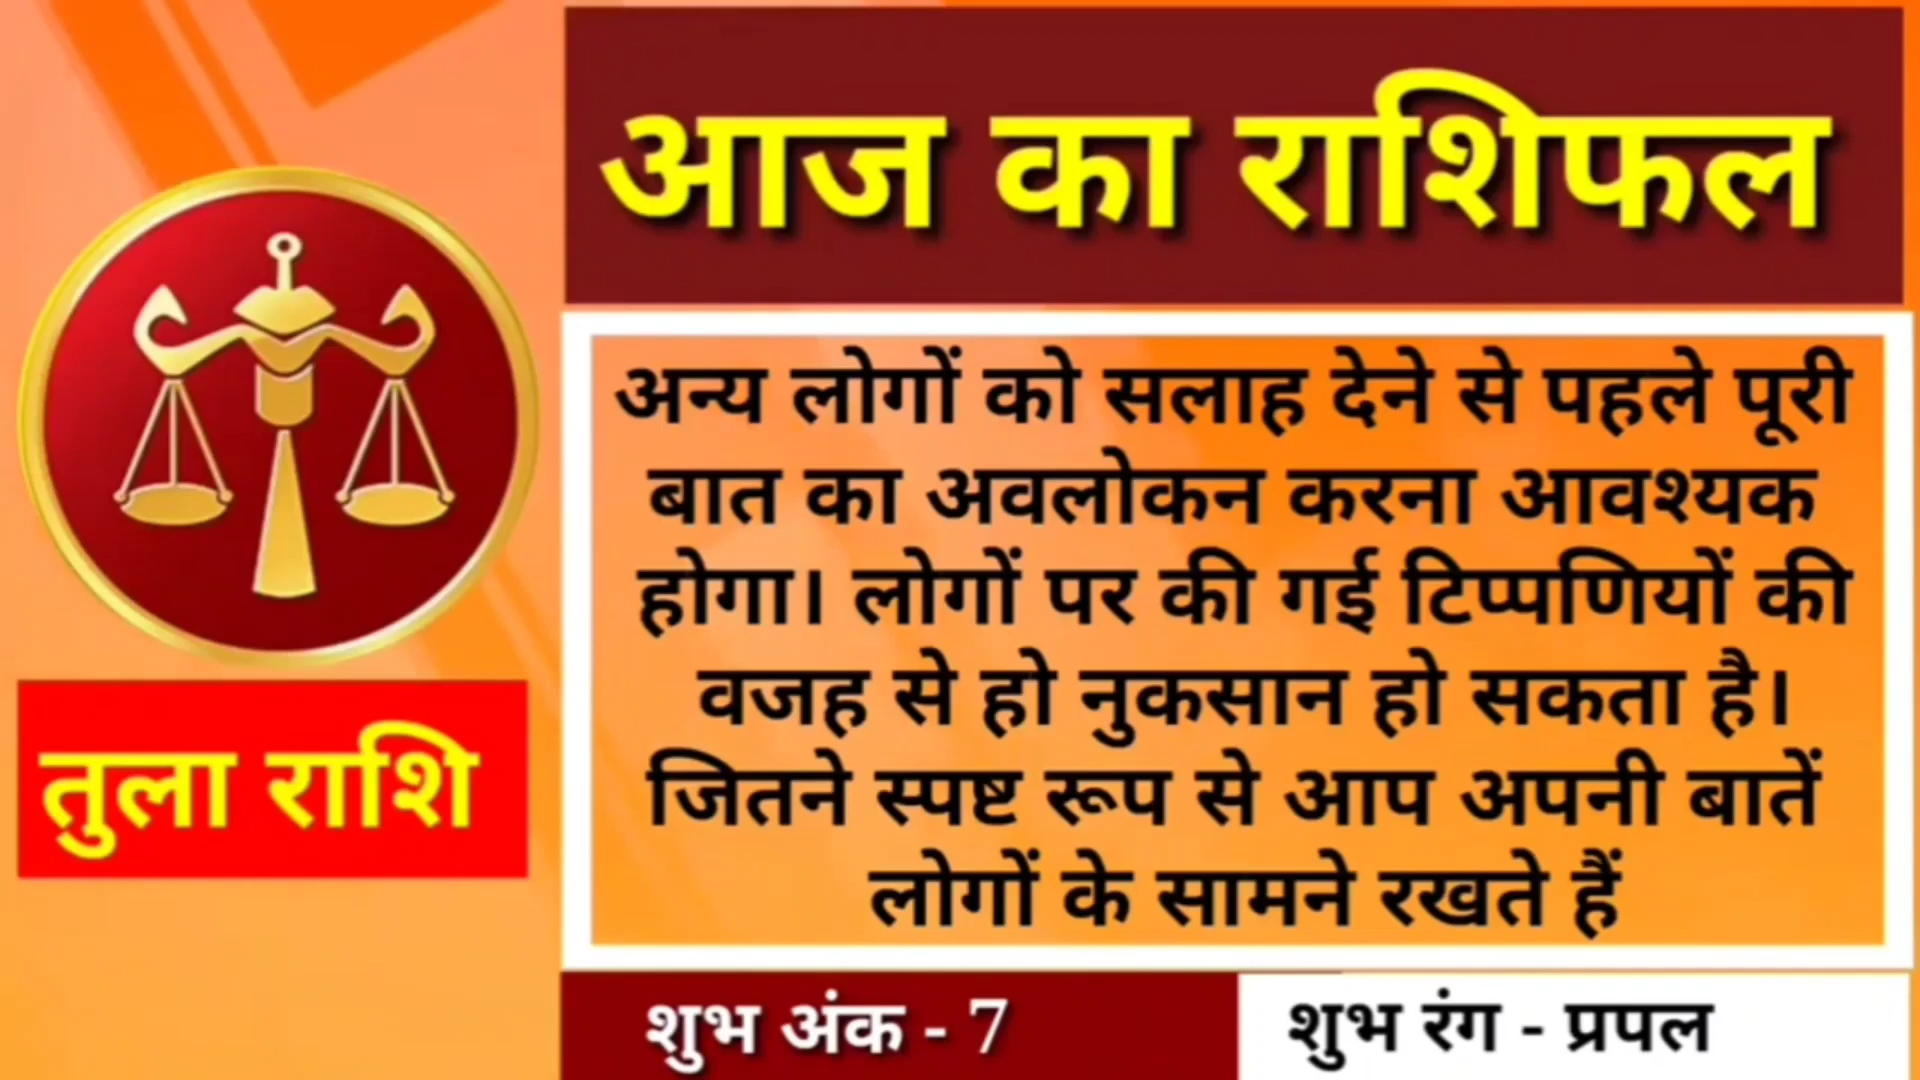 आज का राशिफल
तुला राशि
अन्य लोगों को सलाह देने से पहले पूरी
बात का अवलोकन करना आवश्यक
होगा। लोगों पर की गई टिप्पणियों की
वजह से हो नुकसान हो सकता है।
जितने स्पष्ट रूप से आप अपनी बातें
लोगों के सामने रखते हैं
शुभ अंक - 7
शुभ रंग - प्रपल